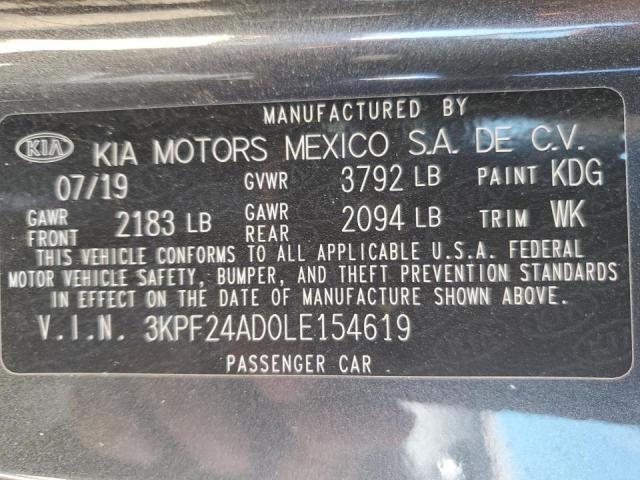 MANUFACTURED BY
KIA KIA MOTORS MEXICO S.A. DE C.V.
07/19 GVWR 3792 LB PAINT KDG
GAWR FRONT 2183 LB GAWR REAR 2094 LB TRIM WK
THIS VEHICLE CONFORMS TO ALL APPLICABLE U.S.A. FEDERAL
MOTOR VEHICLE SAFETY, BUMPER, AND THEFT PREVENTION STANDARDS
IN EFFECT ON THE DATE OF MANUFACTURE SHOWN ABOVE.
V.I.N. 3KPF24AD0LE154619
PASSENGER CAR